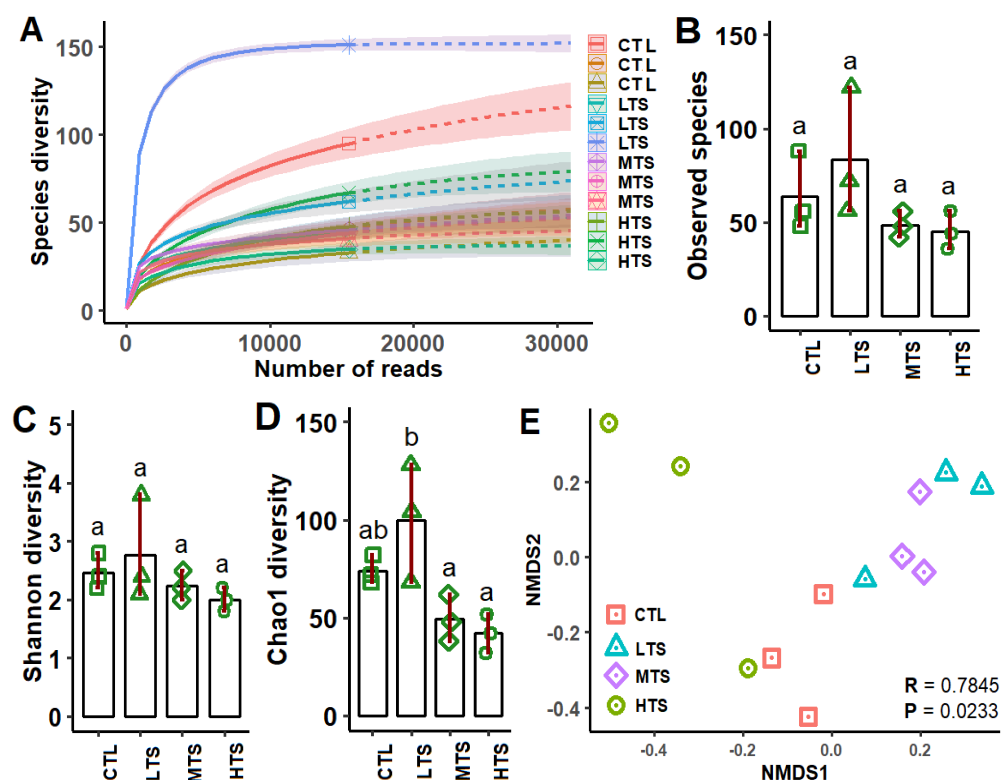 A
Species diversity
150
100
50
0
0 10000 20000 30000
Number of reads
CTL
CTL
CTL
LTS
LTS
LTS
MTS
MTS
MTS
HTS
HTS
HTS
B
Observed species
150
100
50
0
a a a a
CTL LTS MTS HTS
C
Shannon diversity
5
4
3
2
1
0
a a a a
CTL LTS MTS HTS
D
Chao1 diversity
150
100
50
0
ab b a a
CTL LTS MTS HTS
E
NMDS2
0.2
0.0
-0.2
-0.4
CTL
LTS
MTS
HTS
R = 0.7845
P = 0.0233
-0.4 -0.2 0.0 0.2
NMDS1